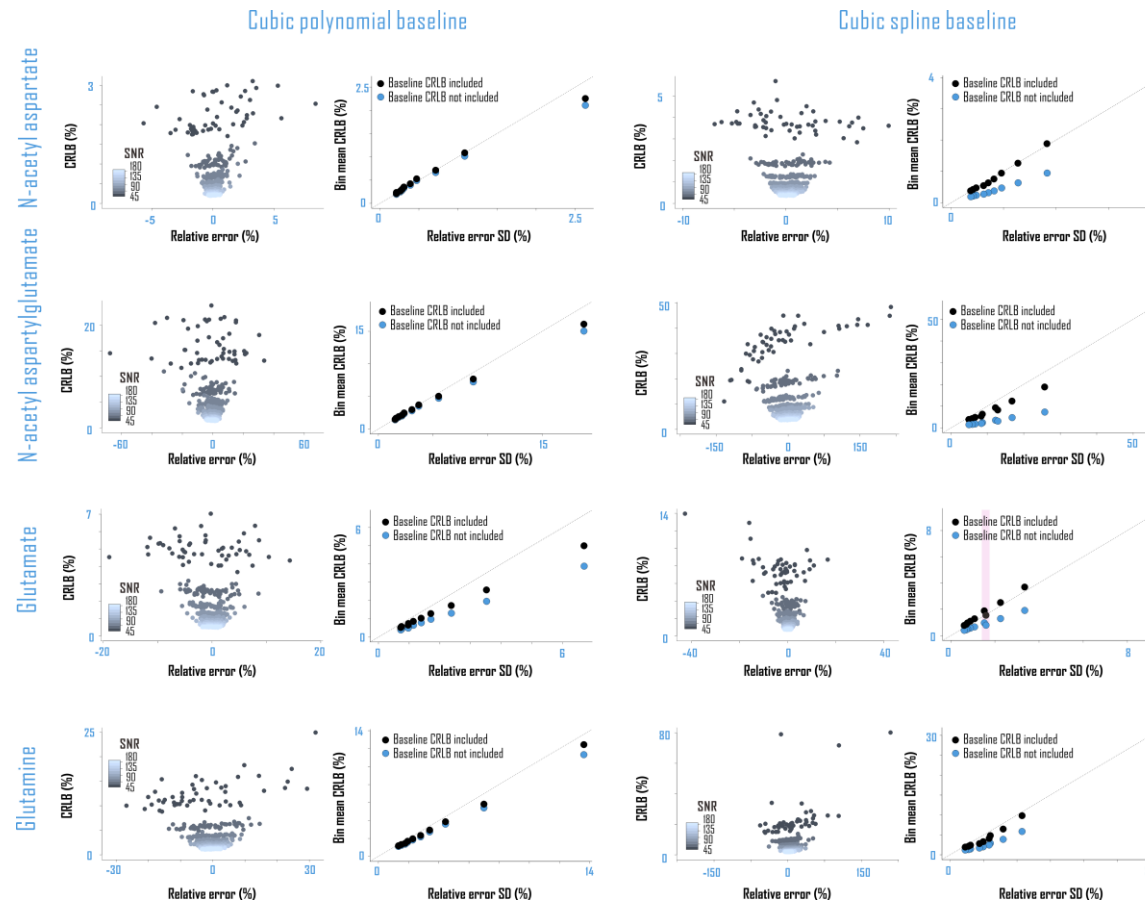 Cubic polynomial baseline
Cubic spline baseline
N-acetyl aspartate
CRLB (%)
3
0
SNR
180
135
90
45
-5
0
5
Relative error (%)
Bin mean CRLB (%)
2.5
0
Baseline CRLB included
Baseline CRLB not included
0
2.5
Relative error SD (%)
CRLB (%)
5
0
SNR
180
135
90
45
-10
0
10
Relative error (%)
Bin mean CRLB (%)
4
0
Baseline CRLB included
Baseline CRLB not included
0
Relative error SD (%)
N-acetyl aspartylglutamate
CRLB (%)
20
0
SNR
180
135
90
45
-60
0
60
Relative error (%)
Bin mean CRLB (%)
15
0
Baseline CRLB included
Baseline CRLB not included
0
15
Relative error SD (%)
CRLB (%)
50
0
SNR
180
135
90
45
-150
0
150
Relative error (%)
Bin mean CRLB (%)
50
0
Baseline CRLB included
Baseline CRLB not included
0
50
Relative error SD (%)
Glutamate
CRLB (%)
7
0
SNR
180
135
90
45
-20
0
20
Relative error (%)
Bin mean CRLB (%)
6
0
Baseline CRLB included
Baseline CRLB not included
0
6
Relative error SD (%)
CRLB (%)
14
0
SNR
180
135
90
45
-40
0
40
Relative error (%)
Bin mean CRLB (%)
8
0
Baseline CRLB included
Baseline CRLB not included
0
8
Relative error SD (%)
Glutamine
CRLB (%)
25
0
SNR
180
135
90
45
-30
0
30
Relative error (%)
Bin mean CRLB (%)
14
0
Baseline CRLB included
Baseline CRLB not included
0
14
Relative error SD (%)
CRLB (%)
80
0
SNR
180
135
90
45
-150
0
150
Relative error (%)
Bin mean CRLB (%)
30
0
Baseline CRLB included
Baseline CRLB not included
0
Relative error SD (%)